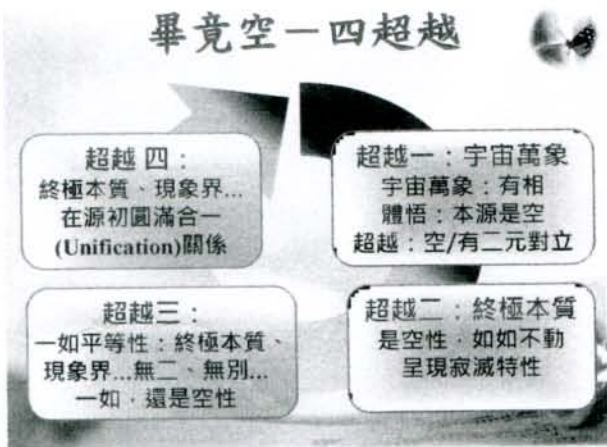 畢竟空－四超越
超越一：宇宙萬象
宇宙萬象：有相
體悟：本源是空
超越：空/有二元對立
超越二：終極本質
是空性，如如不動
呈現寂滅特性
超越三：
一如平等性：終極本質、
現象界...無二、無別...
一如，還是空性
超越四：
終極本質、現象界...
在源初圓滿合一
(Unification)關係